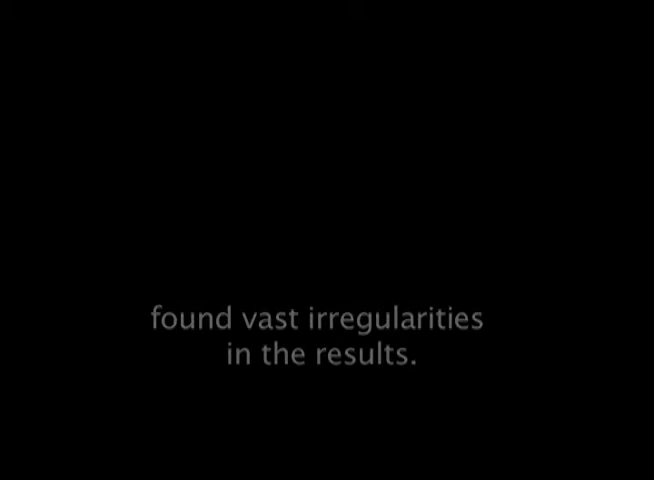 found vast irregularities
in the results.